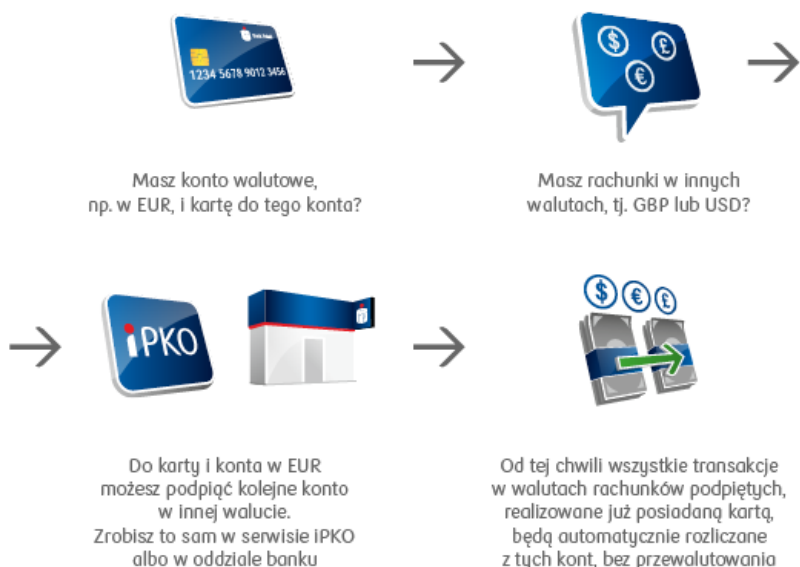 1234 5678 9012 3456
$ £
€
Masz konto walutowe,
np. w EUR, i kartę do tego konta?
Masz rachunki w innych
walutach, tj. GBP lub USD?
iPKO
Do karty i konta w EUR
możesz podpiąć kolejne konto
w innej walucie.
Zrobisz to sam w serwisie iPKO
albo w oddziale banku
$ € £
Od tej chwili wszystkie transakcje
w walutach rachunków podpiętych,
realizowane już posiadaną kartą,
będą automatycznie rozliczane
z tych kont, bez przewalutowania